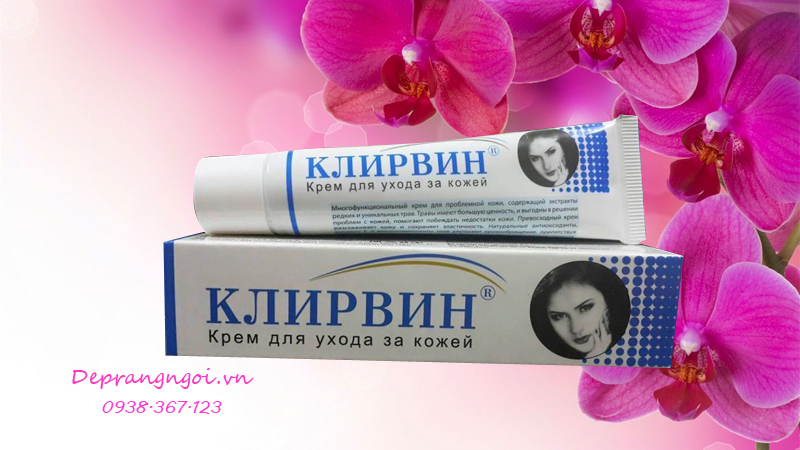 КЛИРВИН®
Крем для ухода за кожей
Многофункциональный крем для проблемной кожи, содержащий экстракты
редких и уникальных трав. Травы имеют большую ценность, и выгодны в решении
проблем с кожей, помогают побеждать недостатки кожи. Превосходный крем
разглаживает кожу и сохраняет эластичность. Натуральные антиоксиданты,
КЛИРВИН®
Крем для ухода за кожей
Deprangngoi.vn
0938·367·123